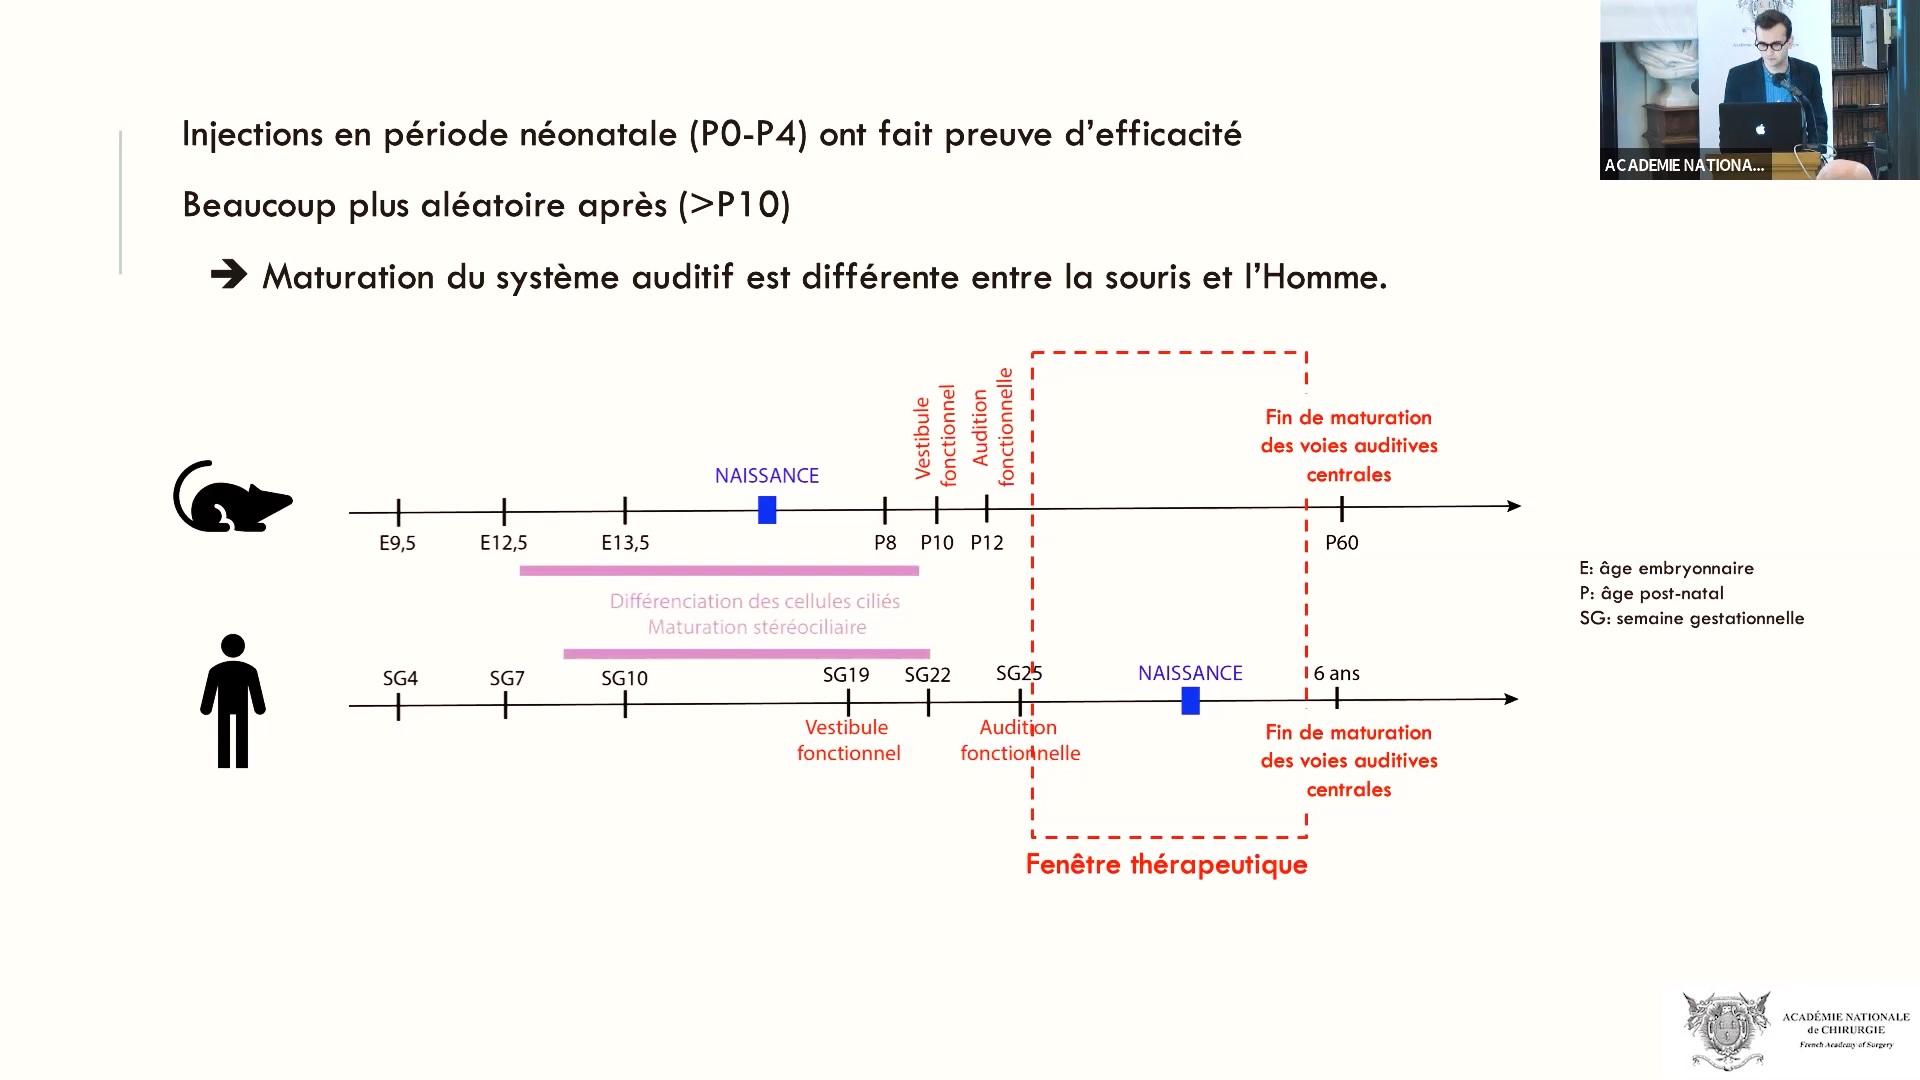 Injections en période néonatale (P0-P4) ont fait preuve d’efficacité
Beaucoup plus aléatoire après (>P10)
➔ Maturation du système auditif est différente entre la souris et l’Homme.
ACADEMIE NATIONA...
Vestibule
fonctionnel
Audition
fonctionnelle
Fin de maturation
des voies auditives
centrales
NAISSANCE
E9,5 E12,5 E13,5 P8 P10 P12 P60
Différenciation des cellules ciliés
Maturation stéréociliaire
E: âge embryonnaire
P: âge post-natal
SG: semaine gestationnelle
SG4 SG7 SG10 SG19 SG22 SG25 NAISSANCE 6 ans
Vestibule
fonctionnel
Audition
fonctionnelle
Fin de maturation
des voies auditives
centrales
Fenêtre thérapeutique
ACADÉMIE NATIONALE
de CHIRURGIE
French Academy of Surgery